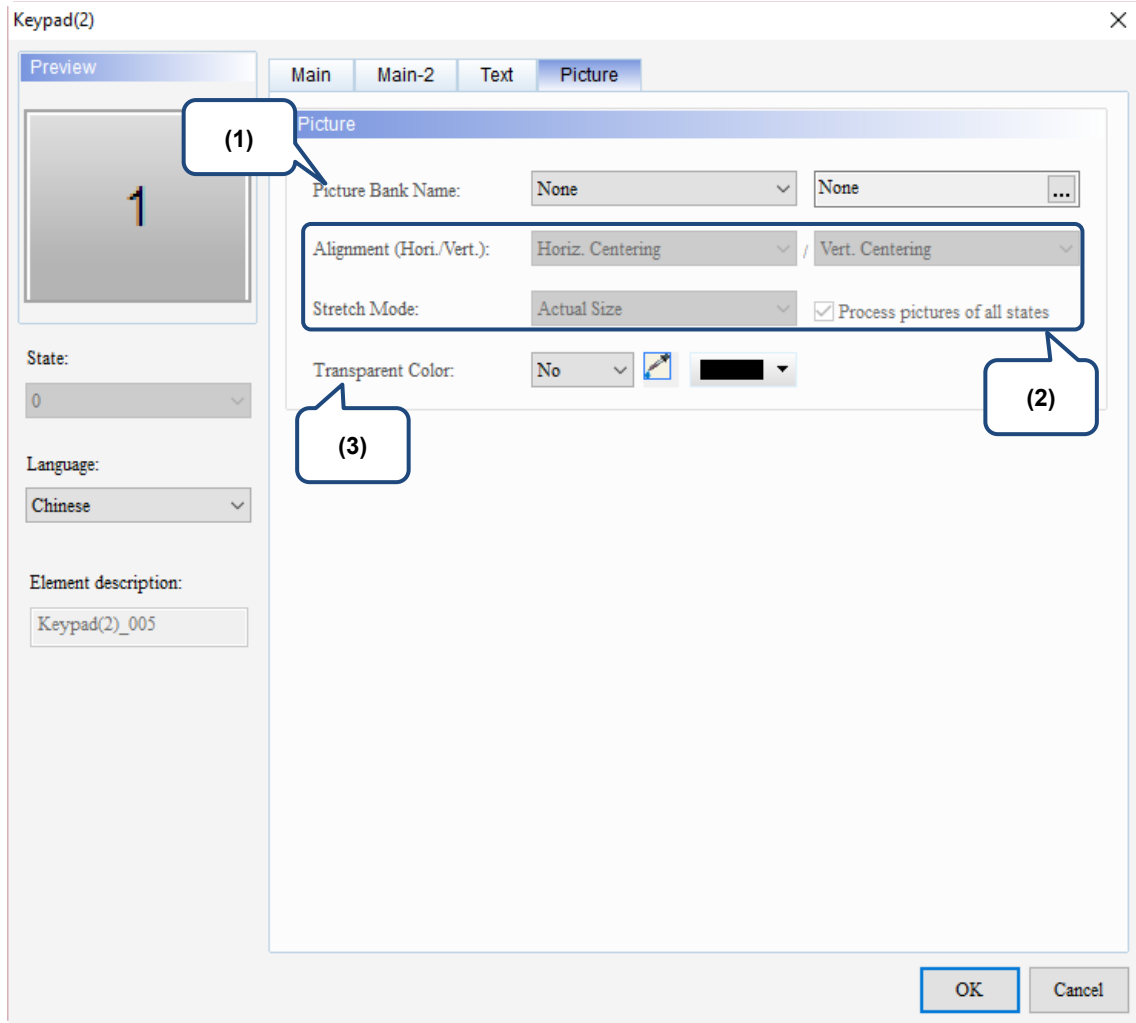 Keypad(2)
Preview
1
State:
0
Language:
Chinese
Element description:
Keypad(2)_005
Main Main-2 Text Picture
Picture
(1)
Picture Bank Name: None None ...
Alignment (Hori./Vert.): Horiz. Centering / Vert. Centering
Stretch Mode: Actual Size Process pictures of all states
(2)
Transparent Color: No
(3)
OK Cancel